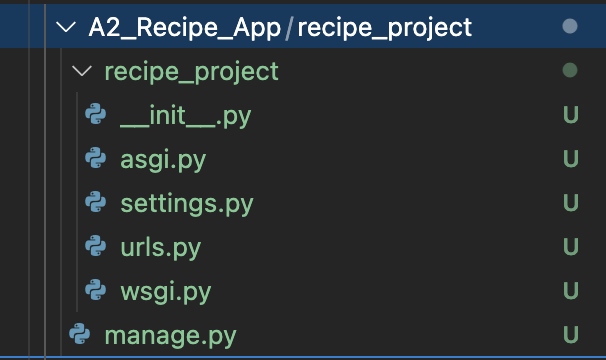 A2_Recipe_App/recipe_project
recipe_project
__init__.py U
asgi.py U
settings.py U
urls.py U
wsgi.py U
manage.py U